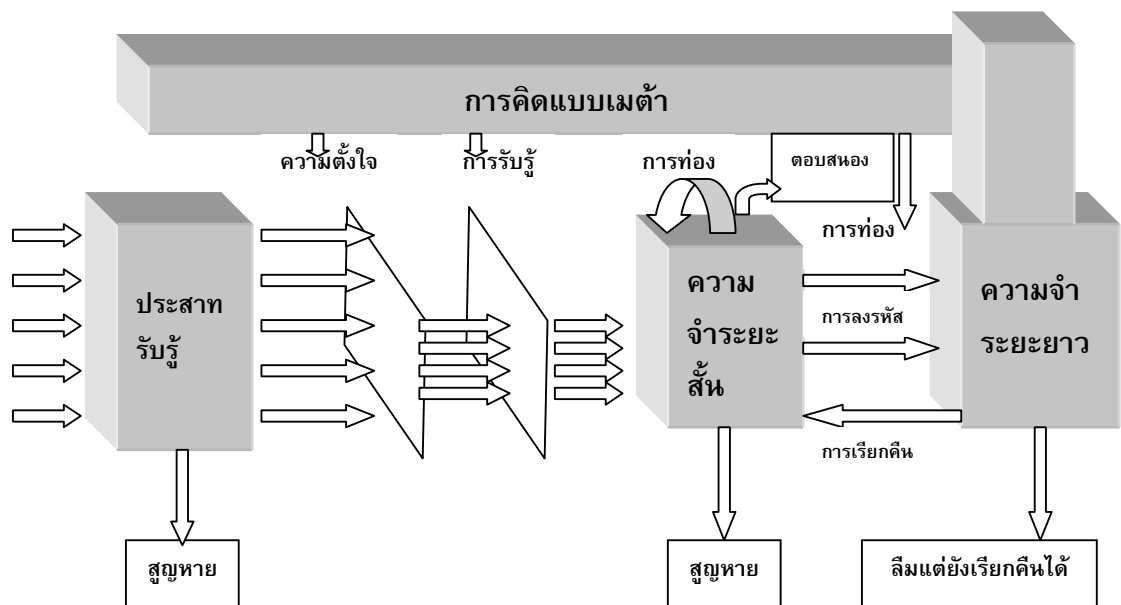 การคิดแบบเมต้า
ความตั้งใจ
การรับรู้
การท่อง
ตอบสนอง
การท่อง
ประสาท
รับรู้
ความ
จำระยะ
สั้น
การลงรหัส
ความจำ
ระยะยาว
การเรียกคืน
สูญหาย
สูญหาย
ลืมแต่ยังเรียกคืนได้